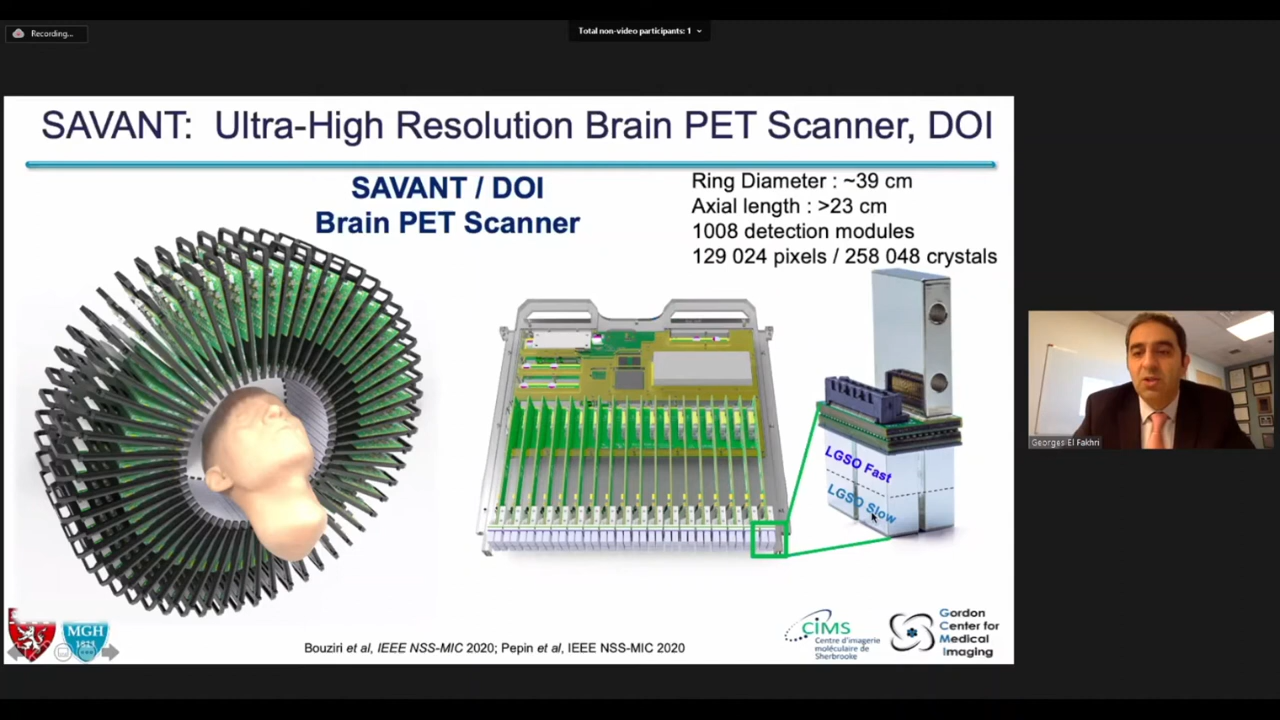 Recording...
Total non-video participants: 1
SAVANT: Ultra-High Resolution Brain PET Scanner, DOI
SAVANT / DOI
Brain PET Scanner
Ring Diameter : ~39 cm
Axial length : >23 cm
1008 detection modules
129 024 pixels / 258 048 crystals
LGSO Fast
LGSO Slow
Georges El Fakhri
MGH
1811
Bouziri et al, IEEE NSS-MIC 2020; Pepin et al, IEEE NSS-MIC 2020
CiMS
Centre d'imagerie
moléculaire de
Sherbrooke
Gordon
Center for
Medical
Imaging